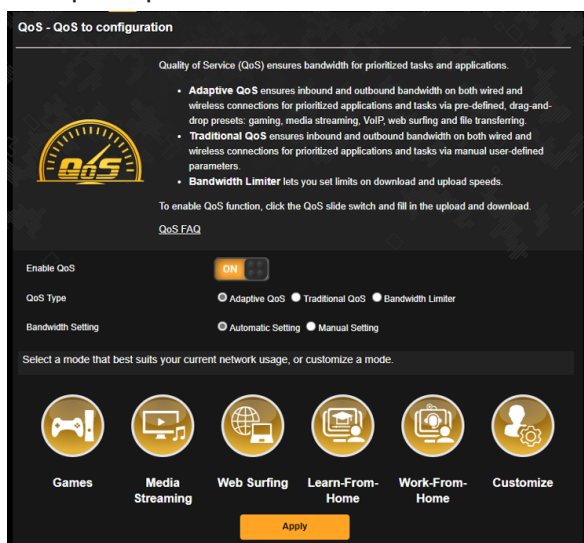 QoS - QoS to configuration
Quality of Service (QoS) ensures bandwidth for prioritized tasks and applications.
• Adaptive QoS ensures inbound and outbound bandwidth on both wired and
wireless connections for prioritized applications and tasks via pre-defined, drag-and-
drop presets: gaming, media streaming, VoIP, web surfing and file transferring.
• Traditional QoS ensures inbound and outbound bandwidth on both wired and
wireless connections for prioritized applications and tasks via manual user-defined
parameters.
• Bandwidth Limiter lets you set limits on download and upload speeds.
QoS
To enable QoS function, click the QoS slide switch and fill in the upload and download.
QoS FAQ
Enable QoS ON
QoS Type Adaptive QoS Traditional QoS Bandwidth Limiter
Bandwidth Setting Automatic Setting Manual Setting
Select a mode that best suits your current network usage, or customize a mode.
Games Media Web Surfing Learn-From- Work-From- Customize
Streaming Home Home
Apply